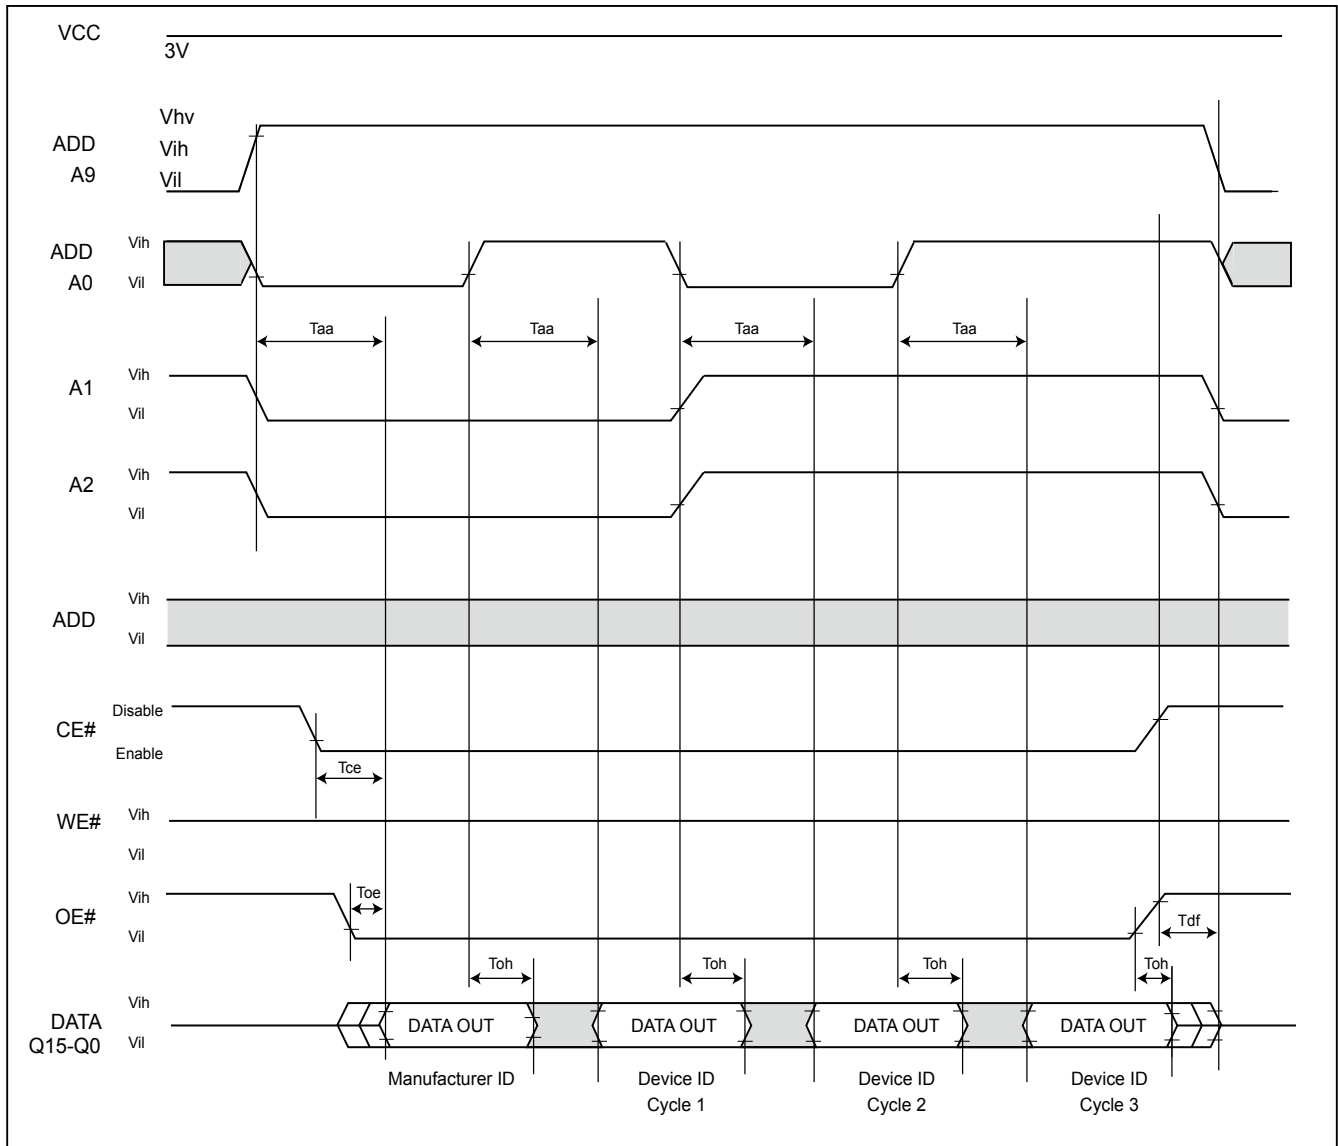 VCC
3V
ADD
A9
Vhv
Vih
Vil
ADD
A0
Vih
Vil
Taa
Taa
Taa
Taa
A1
Vih
Vil
A2
Vih
Vil
ADD
Vih
Vil
CE#
Disable
Enable
Tce
WE#
Vih
Vil
OE#
Vih
Vil
Toe
Tdf
Toh
Toh
Toh
Toh
DATA
Q15-Q0
Vih
Vil
DATA OUT
DATA OUT
DATA OUT
DATA OUT
Manufacturer ID
Device ID
Cycle 1
Device ID
Cycle 2
Device ID
Cycle 3